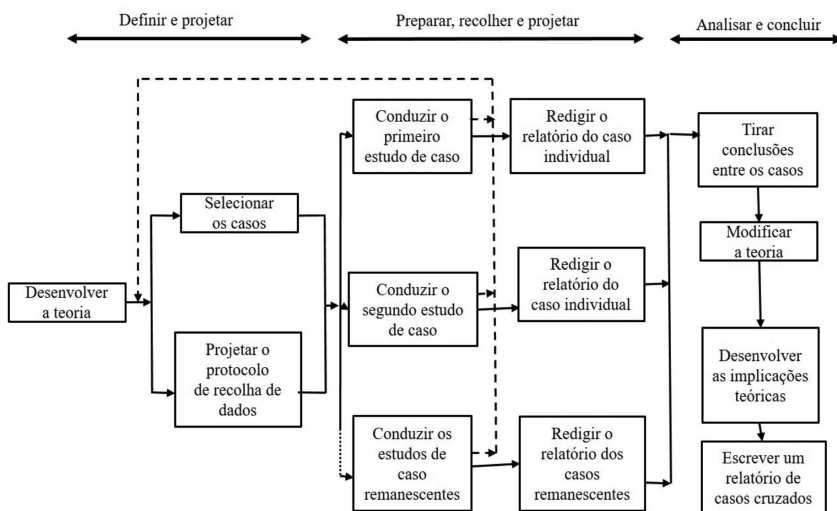 Definir e projetar
Preparar, recolher e projetar
Analisar e concluir
Desenvolver
a teoria
Selecionar
os casos
Projetar o
protocolo
de recolha de
dados
Conduzir o
primeiro
estudo de caso
Redigir o
relatório do caso
individual
Conduzir o
segundo estudo
de caso
Redigir o
relatório do
caso individual
Conduzir os
estudos de
caso
remanescentes
Redigir o
relatório dos
casos
remanescentes
Tirar
conclusões
entre os casos
Modificar
a teoria
Desenvolver
as implicações
teóricas
Escrever um
relatório de
casos cruzados